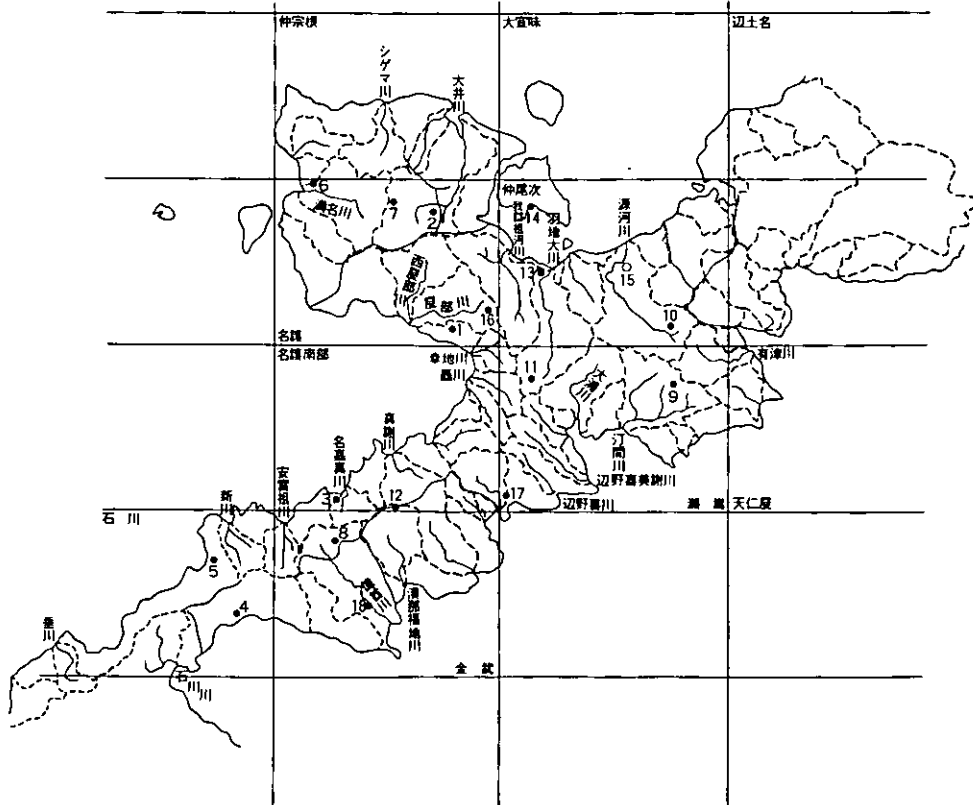 仲宗根
大宜味
辺土名
シゲマ川
大井川
6
満名川
7
2
仲尾次
14
我部祖河川
羽地大川
源河川
13
15
西屋部川
屋部川
16
1
10
名護
名護南部
幸地川
11
大浦川
有津川
9
汀間川
真謝川
名嘉真川
安富祖川
新川
3
12
17
辺野喜美謝川
辺野喜川
石川
瀬嵩
天仁屋
8
5
4
18
漢那福地川
垂川
金武
石川川